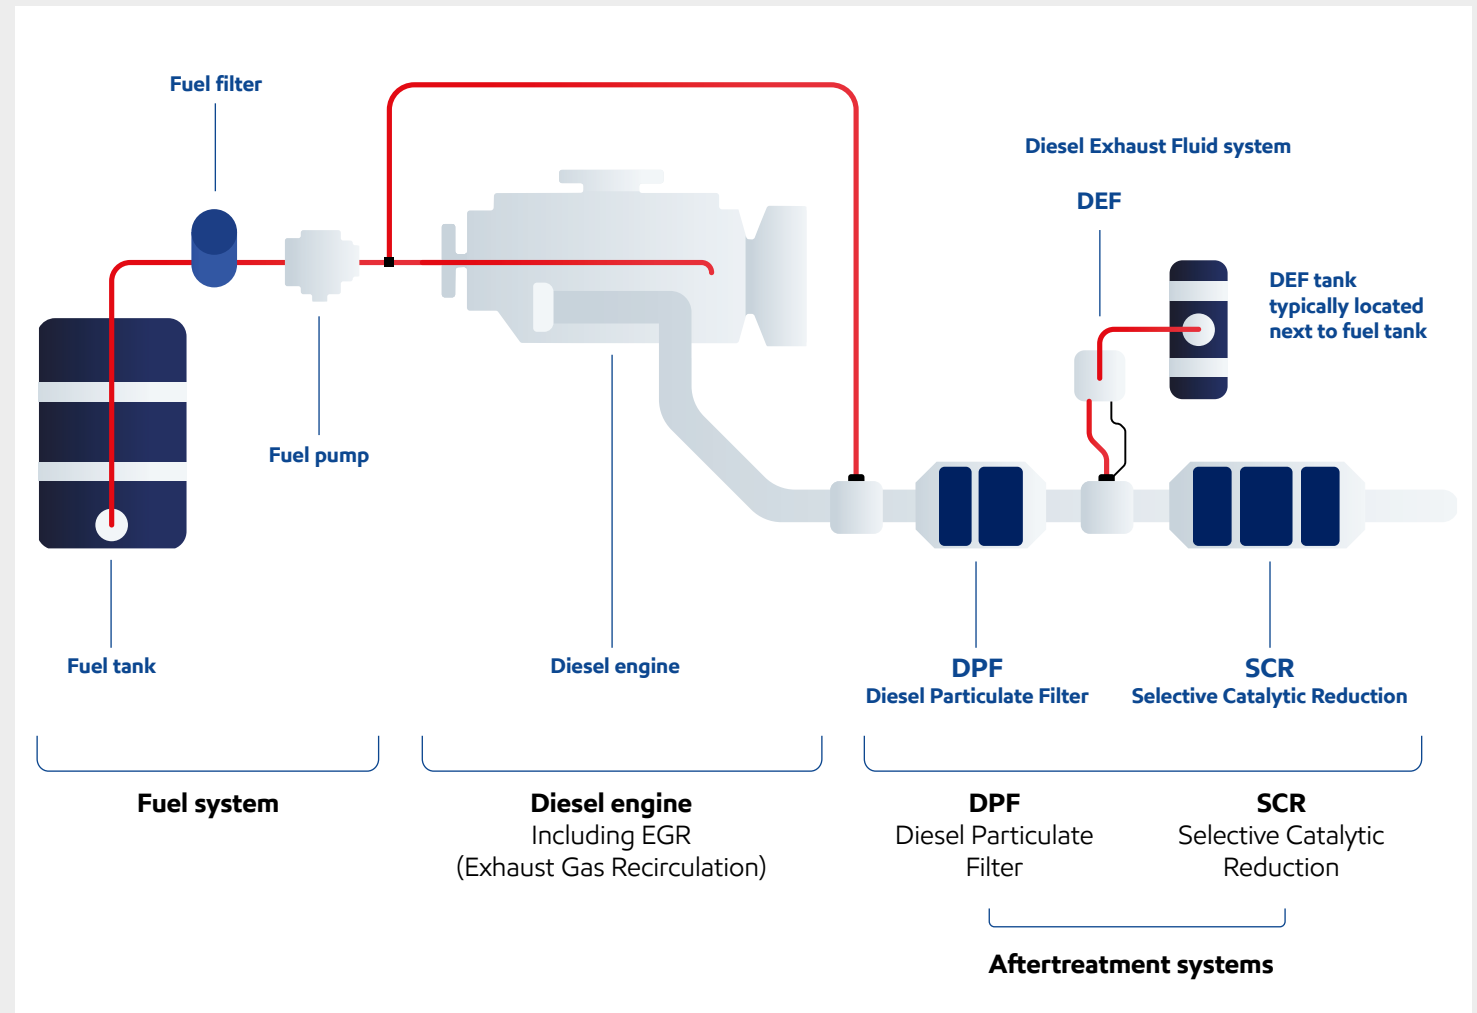 Fuel filter
Diesel Exhaust Fluid system
DEF
DEF tank
typically located
next to fuel tank
Fuel pump
Fuel tank
Diesel engine
DPF
Diesel Particulate Filter
SCR
Selective Catalytic Reduction
Fuel system
Diesel engine
Including EGR
(Exhaust Gas Recirculation)
DPF
Diesel Particulate
Filter
SCR
Selective Catalytic
Reduction
Aftertreatment systems